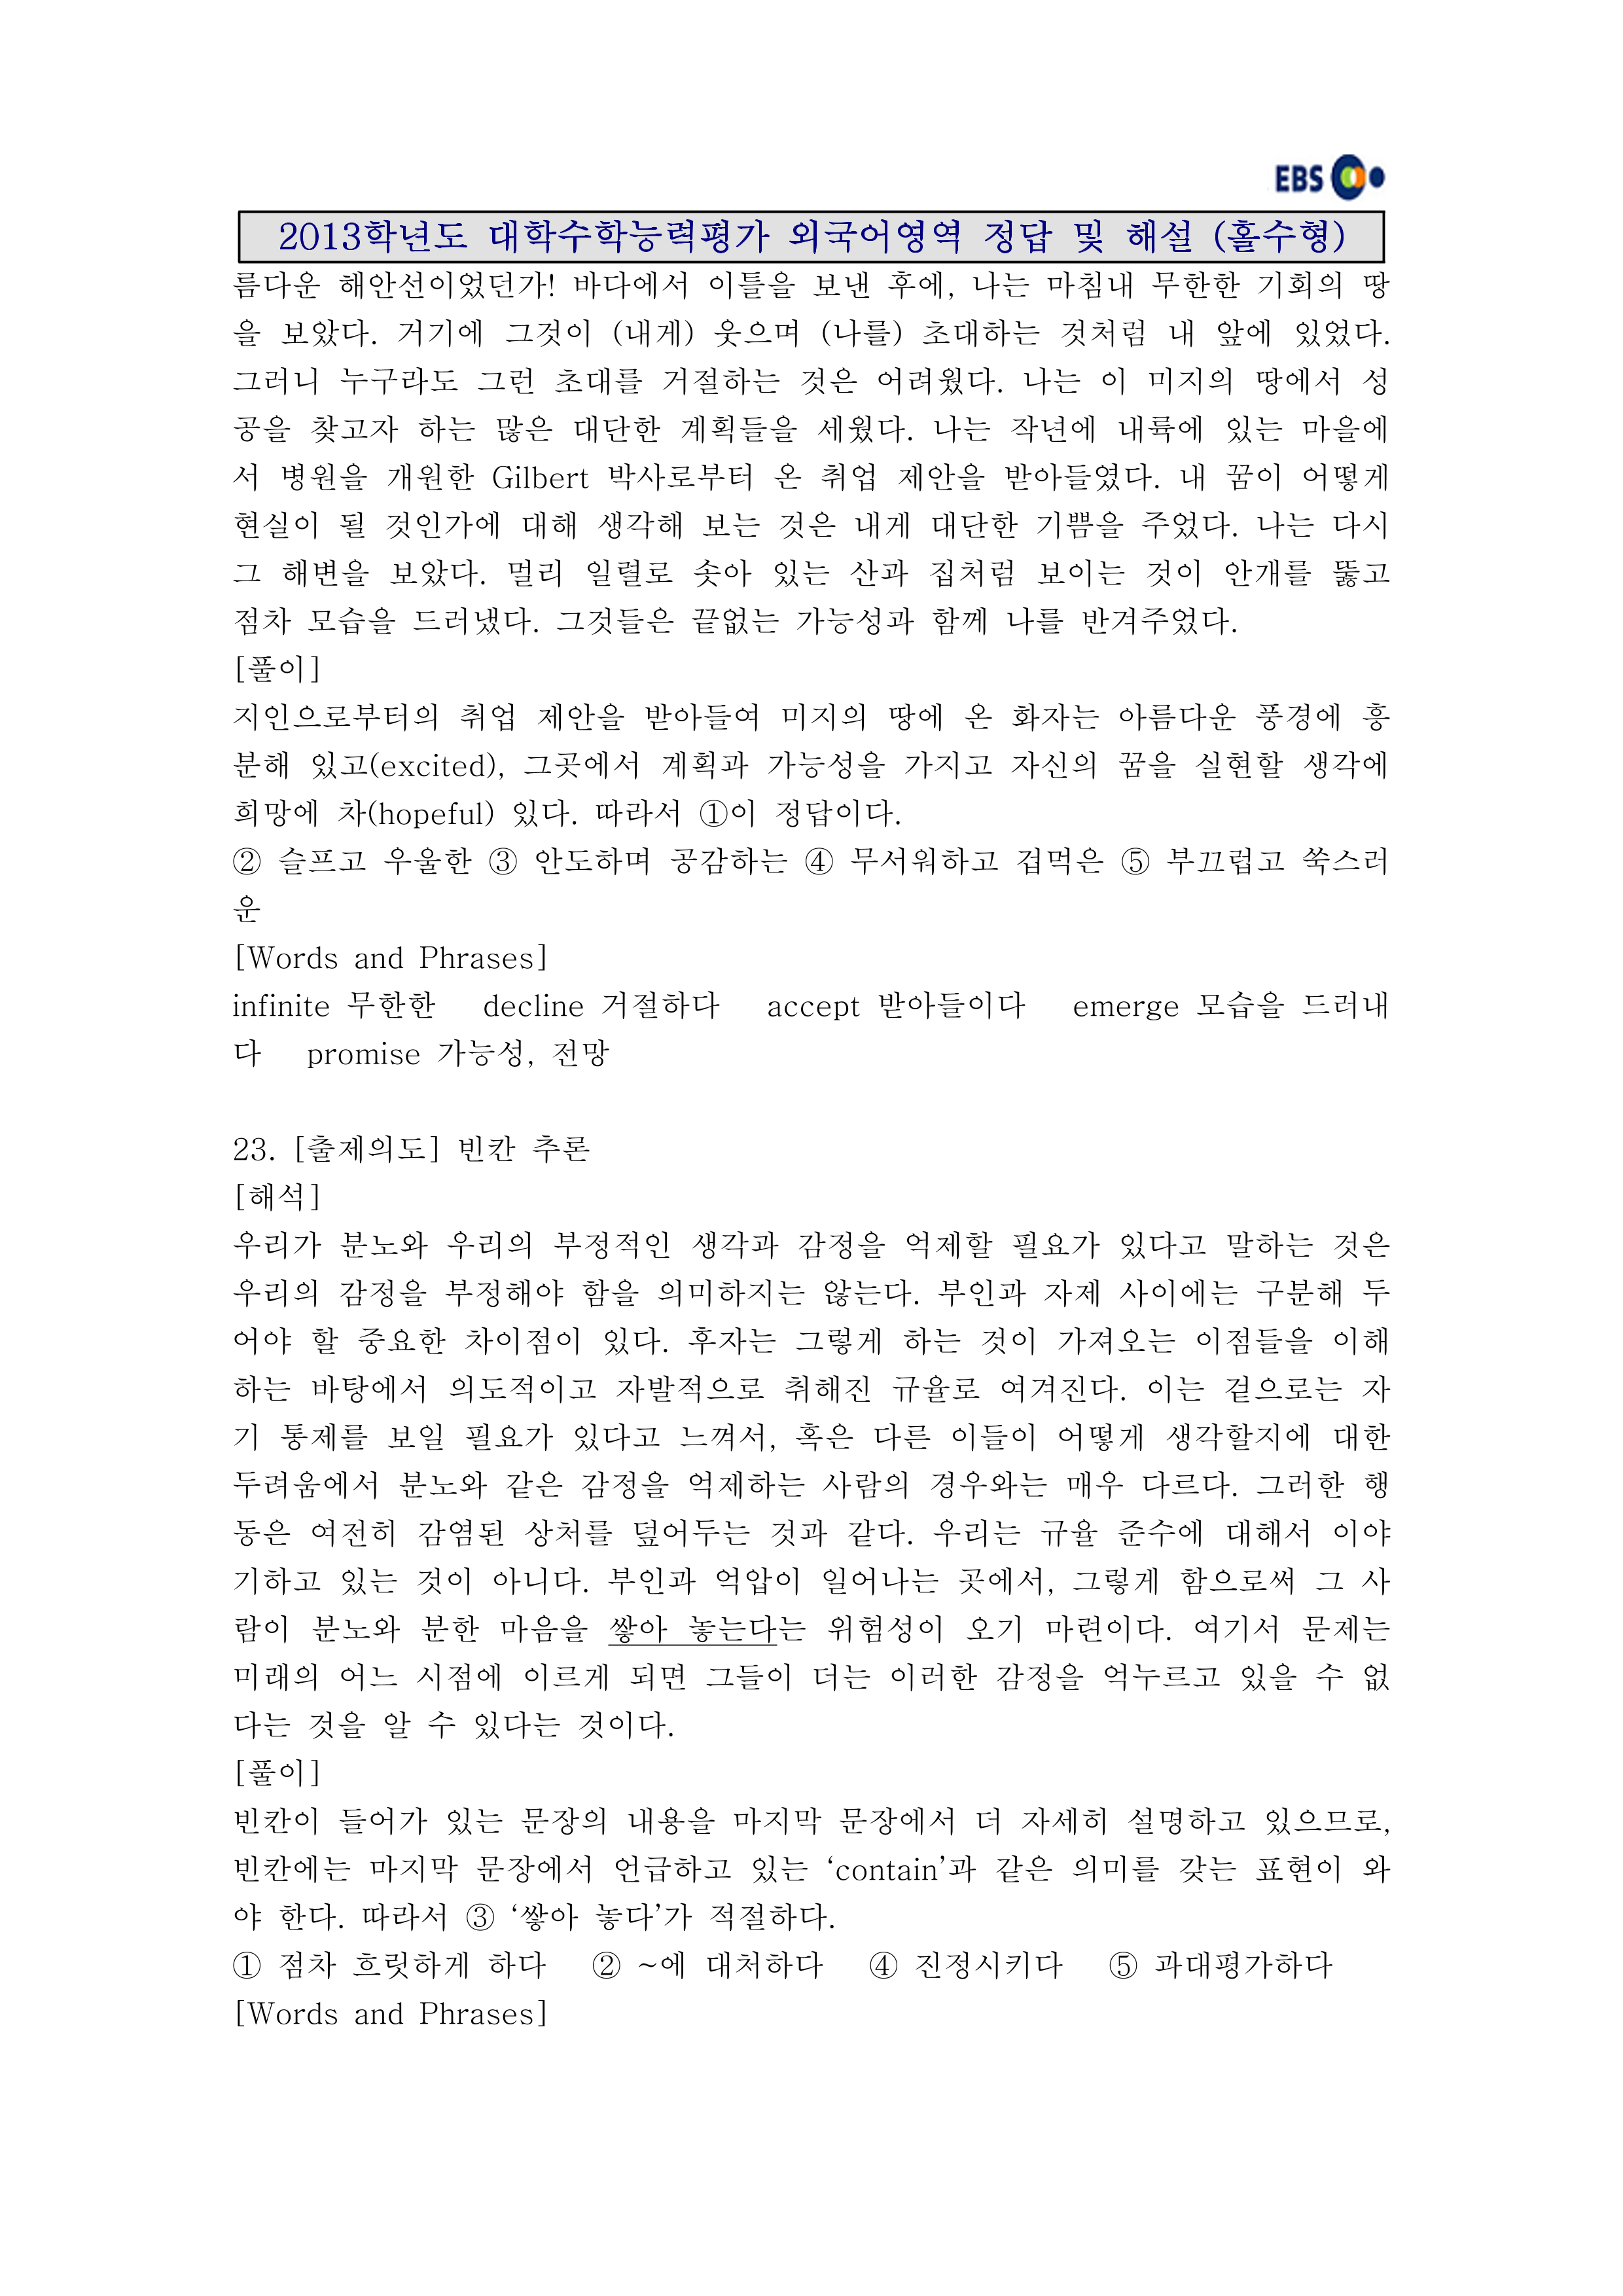 EBS
2013학년도 대학수학능력평가 외국어영역 정답 및 해설 (홀수형)
름다운 해안선이었던가! 바다에서 이틀을 보낸 후에, 나는 마침내 무한한 기회의 땅
을 보았다. 거기에 그것이 (내게) 웃으며 (나를) 초대하는 것처럼 내 앞에 있었다.
그러니 누구라도 그런 초대를 거절하는 것은 어려웠다. 나는 이 미지의 땅에서 성
공을 찾고자 하는 많은 대단한 계획들을 세웠다. 나는 작년에 내륙에 있는 마을에
서 병원을 개원한 Gilbert 박사로부터 온 취업 제안을 받아들였다. 내 꿈이 어떻게
현실이 될 것인가에 대해 생각해 보는 것은 내게 대단한 기쁨을 주었다. 나는 다시
그 해변을 보았다. 멀리 일렬로 솟아 있는 산과 집처럼 보이는 것이 안개를 뚫고
점차 모습을 드러냈다. 그것들은 끝없는 가능성과 함께 나를 반겨주었다.
[풀이]
지인으로부터의 취업 제안을 받아들여 미지의 땅에 온 화자는 아름다운 풍경에 흥
분해 있고(excited), 그곳에서 계획과 가능성을 가지고 자신의 꿈을 실현할 생각에
희망에 차(hopeful) 있다. 따라서 ①이 정답이다.
② 슬프고 우울한 ③ 안도하며 공감하는 ④ 무서워하고 겁먹은 ⑤ 부끄럽고 쑥스러
운
[Words and Phrases]
infinite 무한한 decline 거절하다 accept 받아들이다 emerge 모습을 드러내
다 promise 가능성, 전망
23. [출제의도] 빈칸 추론
[해석]
우리가 분노와 우리의 부정적인 생각과 감정을 억제할 필요가 있다고 말하는 것은
우리의 감정을 부정해야 함을 의미하지는 않는다. 부인과 자제 사이에는 구분해 두
어야 할 중요한 차이점이 있다. 후자는 그렇게 하는 것이 가져오는 이점들을 이해
하는 바탕에서 의도적이고 자발적으로 취해진 규율로 여겨진다. 이는 겉으로는 자
기 통제를 보일 필요가 있다고 느껴서, 혹은 다른 이들이 어떻게 생각할지에 대한
두려움에서 분노와 같은 감정을 억제하는 사람의 경우와는 매우 다르다. 그러한 행
동은 여전히 감염된 상처를 덮어두는 것과 같다. 우리는 규율 준수에 대해서 이야
기하고 있는 것이 아니다. 부인과 억압이 일어나는 곳에서, 그렇게 함으로써 그 사
람이 분노와 분한 마음을 쌓아 놓는다는 위험성이 오기 마련이다. 여기서 문제는
미래의 어느 시점에 이르게 되면 그들이 더는 이러한 감정을 억누르고 있을 수 없
다는 것을 알 수 있다는 것이다.
[풀이]
빈칸이 들어가 있는 문장의 내용을 마지막 문장에서 더 자세히 설명하고 있으므로,
빈칸에는 마지막 문장에서 언급하고 있는 ‘contain’과 같은 의미를 갖는 표현이 와
야 한다. 따라서 ③ ‘쌓아 놓다’가 적절하다.
① 점차 흐릿하게 하다 ② ~에 대처하다 ④ 진정시키다 ⑤ 과대평가하다
[Words and Phrases]